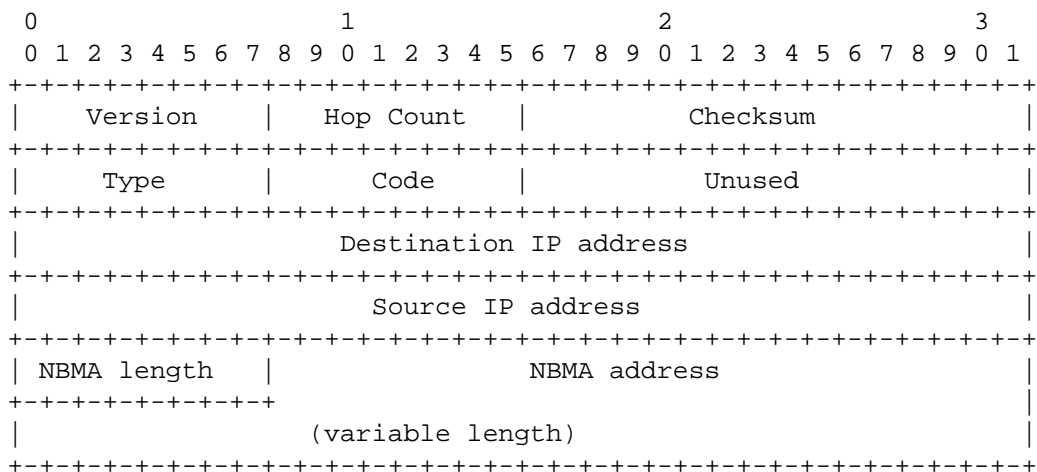 0                   1                   2                   3
 0 1 2 3 4 5 6 7 8 9 0 1 2 3 4 5 6 7 8 9 0 1 2 3 4 5 6 7 8 9 0 1
+-+-+-+-+-+-+-+-+-+-+-+-+-+-+-+-+-+-+-+-+-+-+-+-+-+-+-+-+-+-+-+-+
|    Version    |   Hop Count   |          Checksum             |
+-+-+-+-+-+-+-+-+-+-+-+-+-+-+-+-+-+-+-+-+-+-+-+-+-+-+-+-+-+-+-+-+
|     Type      |      Code     |           Unused              |
+-+-+-+-+-+-+-+-+-+-+-+-+-+-+-+-+-+-+-+-+-+-+-+-+-+-+-+-+-+-+-+-+
|                    Destination IP address                     |
+-+-+-+-+-+-+-+-+-+-+-+-+-+-+-+-+-+-+-+-+-+-+-+-+-+-+-+-+-+-+-+-+
|                      Source IP address                        |
+-+-+-+-+-+-+-+-+-+-+-+-+-+-+-+-+-+-+-+-+-+-+-+-+-+-+-+-+-+-+-+-+
| NBMA length   |                NBMA address                   |
+-+-+-+-+-+-+-+-+                                               |
|                  (variable length)                            |
+-+-+-+-+-+-+-+-+-+-+-+-+-+-+-+-+-+-+-+-+-+-+-+-+-+-+-+-+-+-+-+-+